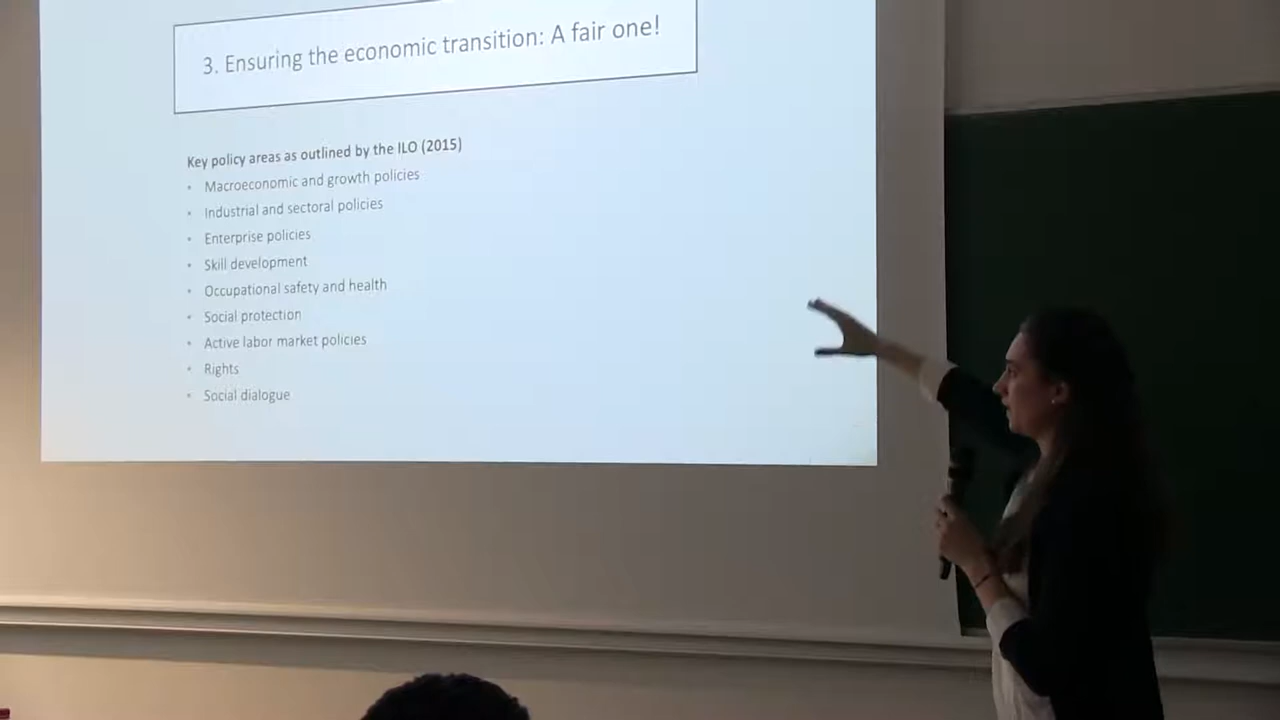 3. Ensuring the economic transition: A fair one!
Key policy areas as outlined by the ILO (2015)
• Macroeconomic and growth policies
• Industrial and sectoral policies
• Enterprise policies
• Skill development
• Occupational safety and health
• Social protection
• Active labor market policies
• Rights
• Social dialogue